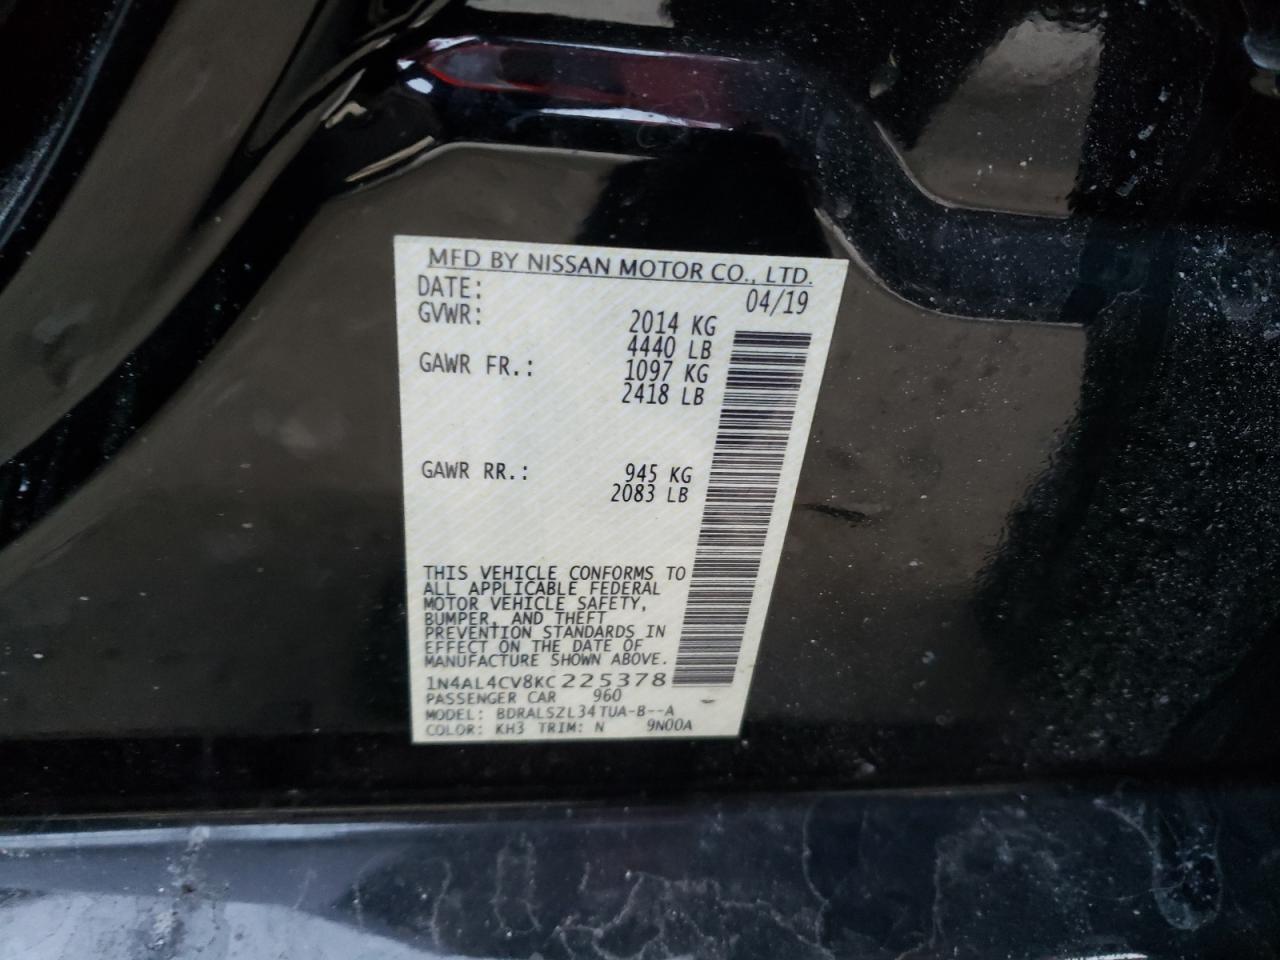 MFD BY NISSAN MOTOR CO., LTD.
DATE: 04/19
GVWR: 2014 KG
4440 LB
GAWR FR.: 1097 KG
2418 LB
GAWR RR.: 945 KG
2083 LB
THIS VEHICLE CONFORMS TO
ALL APPLICABLE FEDERAL
MOTOR VEHICLE SAFETY,
BUMPER, AND THEFT
PREVENTION STANDARDS IN
EFFECT ON THE DATE OF
MANUFACTURE SHOWN ABOVE.
1N4AL4CV8KC225378
PASSENGER CAR 960
MODEL: BDRALSZL34TUA-B--A
COLOR: KH3 TRIM: N 9N00A